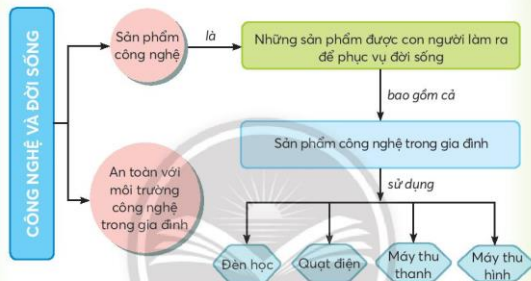 CÔNG NGHỆ VÀ ĐỜI SỐNG
Sản phẩm
công nghệ
là
Những sản phẩm được con người làm ra
để phục vụ đời sống
bao gồm cả
Sản phẩm công nghệ trong gia đình
sử dụng
An toàn với
môi trường
công nghệ
trong gia đình
Đèn học
Quạt điện
Máy thu
thanh
Máy thu
hình